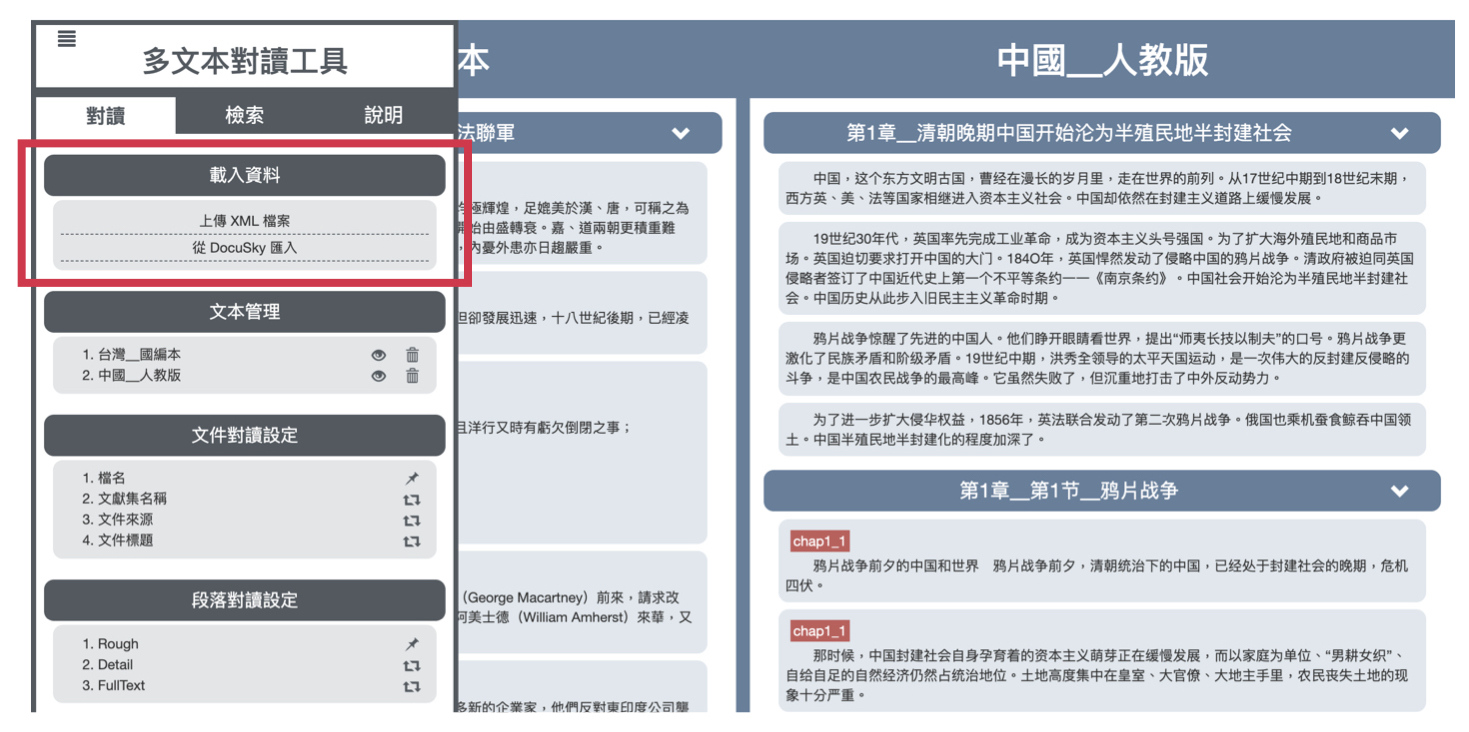 多文本對讀工具
對讀
檢索
說明
載入資料
上傳 XML 檔案
從 DocuSky 匯入
文本管理
1. 台灣__國編本
2. 中國__人教版
文件對讀設定
1. 檔名
2. 文獻集名稱
3. 文件來源
4. 文件標題
段落對讀設定
1. Rough
2. Detail
3. FullText
本
法聯軍
極輝煌，足媲美於漢、唐，可稱之為
始由盛轉衰。嘉、道兩朝更積重難
，內憂外患亦日趨嚴重。
但卻發展迅速，十八世紀後期，已經凌
且洋行又時有虧欠倒閉之事；
（George Macartney）前來，請求改
阿美士德（William Amherst）來華，又
多新的企業家，他們反對東印度公司壟
中國__人教版
第1章__清朝晚期中国开始沦为半殖民地半封建社会
中国，这个东方文明古国，曹经在漫长的岁月里，走在世界的前列。从17世纪中期到18世纪末期，
西方英、美、法等国家相继进入资本主义社会。中国却依然在封建主义道路上缓慢发展。
19世纪30年代，英国率先完成工业革命，成为资本主义头号强国。为了扩大海外殖民地和商品市
场。英国迫切要求打开中国的大门。184O年，英国悍然发动了侵略中国的鸦片战争。清政府被迫同英国
侵略者签订了中国近代史上第一个不平等条约一一《南京条约》。中国社会开始沦为半殖民地半封建社
会。中国历史从此步入旧民主主义革命时期。
鸦片战争惊醒了先进的中国人。他们睁开眼睛看世界，提出“师夷长技以制夫”的口号。鸦片战争更
激化了民族矛盾和阶级矛盾。19世纪中期，洪秀全领导的太平天国运动，是一次伟大的反封建反侵略的
斗争，是中国农民战争的最高峰。它虽然失败了，但沉重地打击了中外反动势力。
为了进一步扩大侵华权益，1856年，英法联合发动了第二次鸦片战争。俄国也乘机蚕食鲸吞中国领
土。中国半殖民地半封建化的程度加深了。
第1章__第1节__鸦片战争
chap1_1
鸦片战争前夕的中国和世界　鸦片战争前夕，清朝统治下的中国，已经处于封建社会的晚期，危机
四伏。
chap1_1
那时候，中国封建社会自身孕育着的资本主义萌芽正在缓慢发展，而以家庭为单位、“男耕女织”、
自给自足的自然经济仍然占统治地位。土地高度集中在皇室、大官僚、大地主手里，农民丧失土地的现
象十分严重。